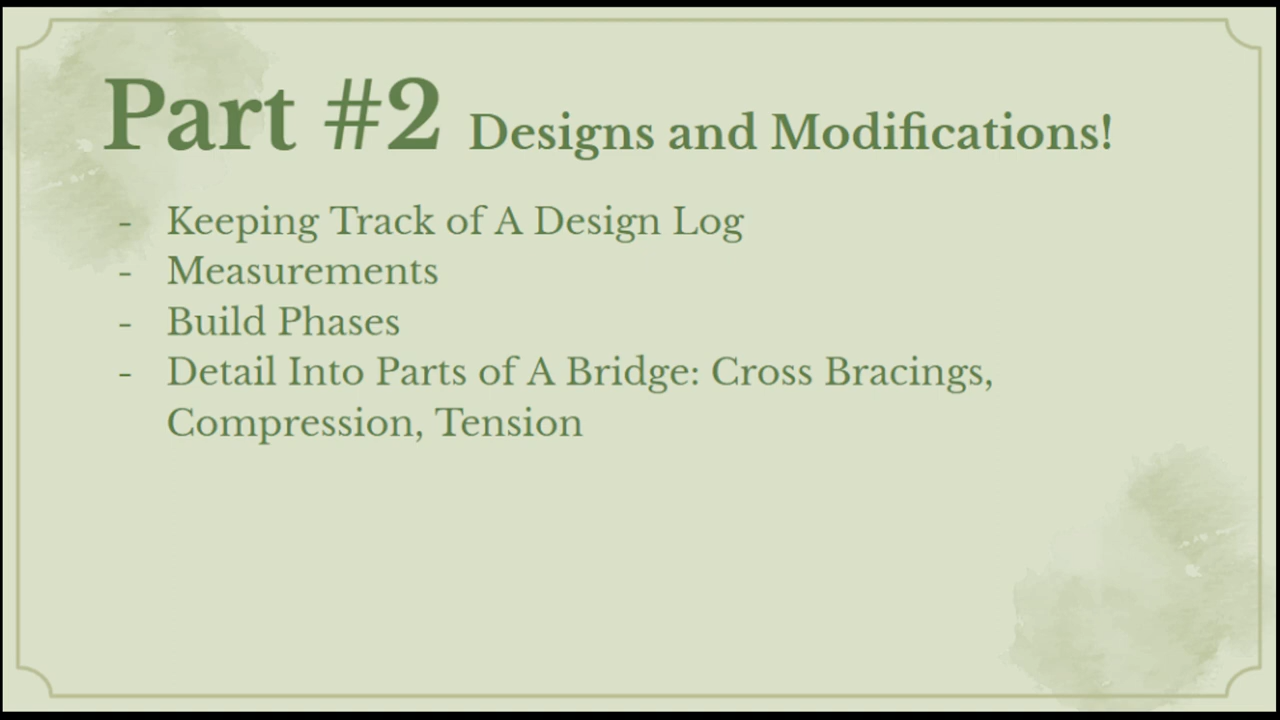 Part #2 Designs and Modifications!
- Keeping Track of A Design Log
- Measurements
- Build Phases
- Detail Into Parts of A Bridge: Cross Bracings,
Compression, Tension